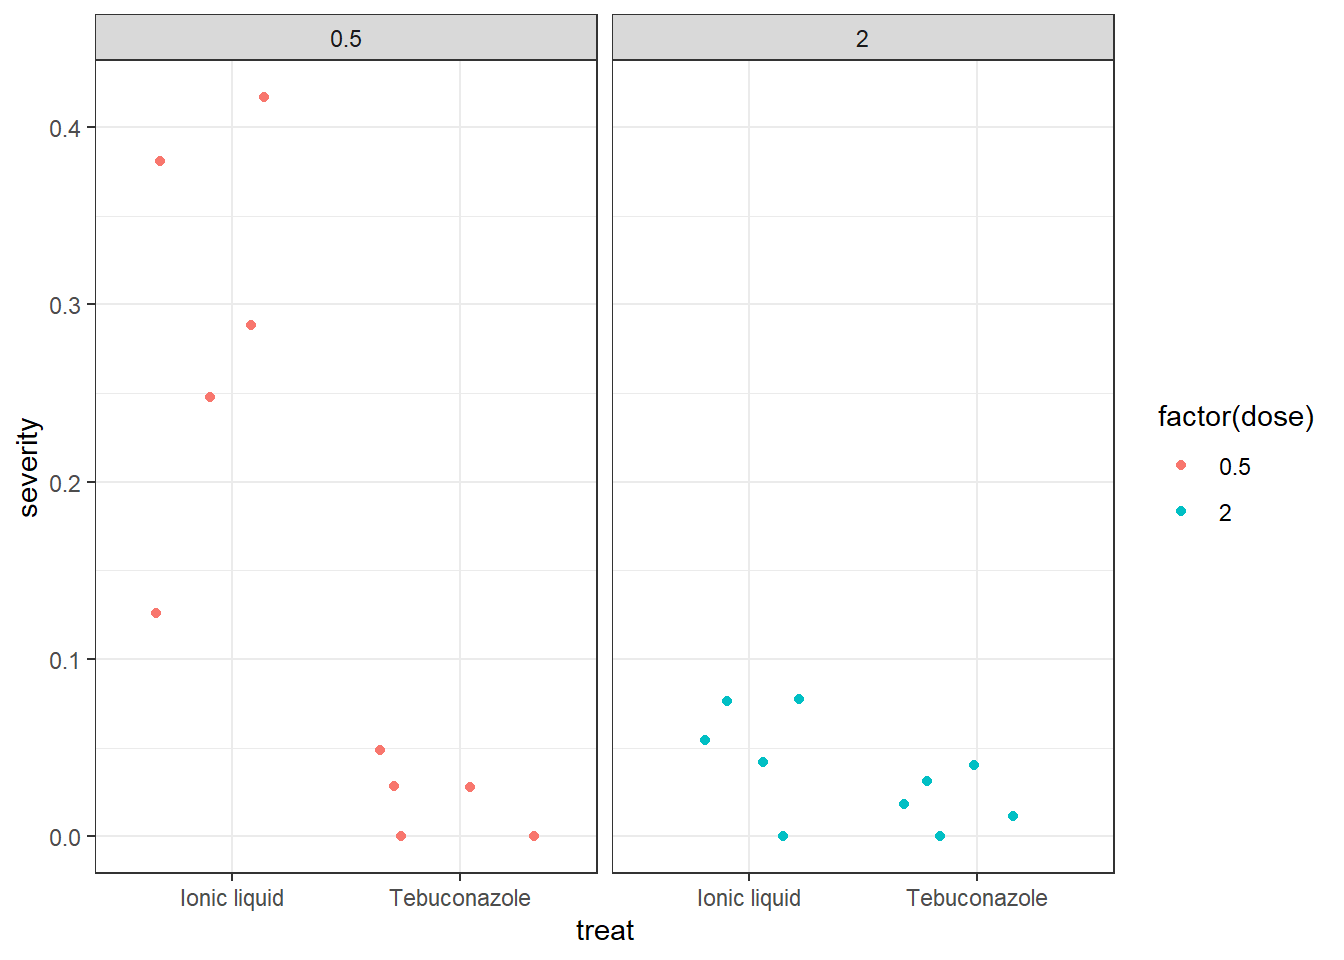 0.5
2
severity
0.4
0.3
0.2
0.1
0.0
Ionic liquid
Tebuconazole
Ionic liquid
Tebuconazole
treat
factor(dose)
0.5
2